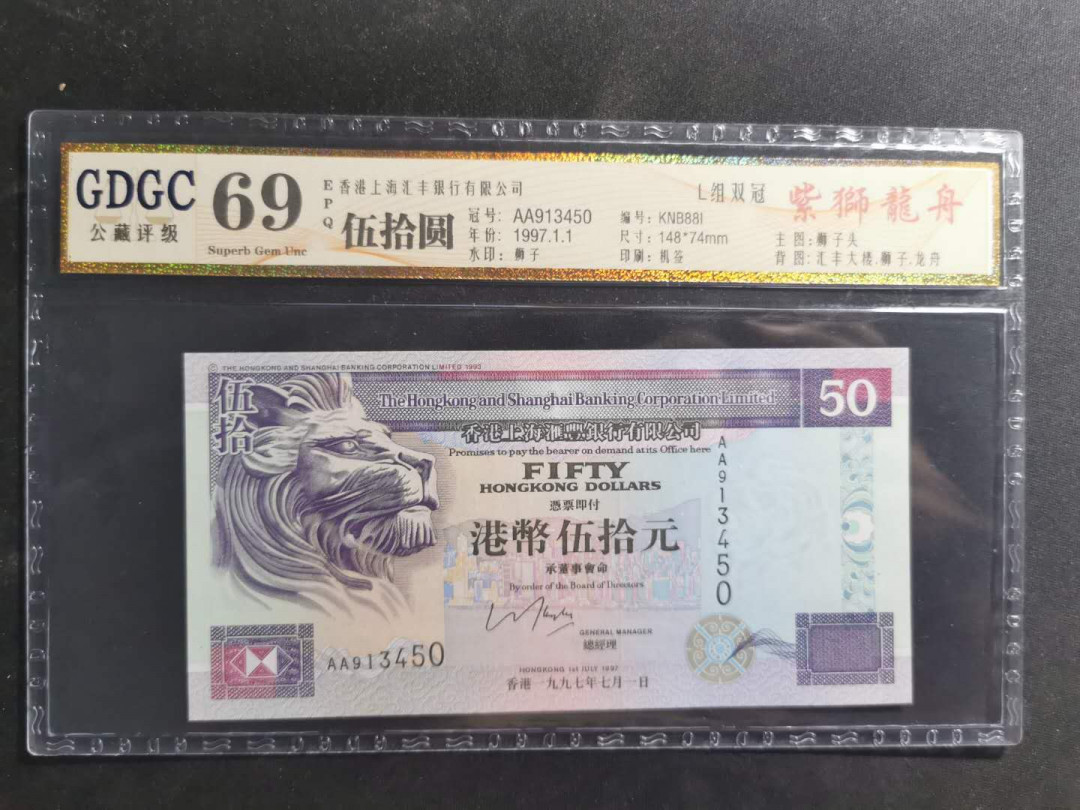 GDGC
公藏评级
69
Superb Gem Unc
EPQ
香港上海汇丰银行有限公司
伍拾圆
冠号: AA913450
年份: 1997.1.1
水印: 狮子
L组双冠
编号: KNB88I
尺寸: 148*74mm
印刷: 机签
紫獅龍舟
主图: 狮子头
背图: 汇丰大楼.狮子.龙舟
© THE HONGKONG AND SHANGHAI BANKING CORPORATION LIMITED
伍拾
The Hongkong and Shanghai Banking Corporation Limited
50
香港上海滙豐銀行有限公司
Promises to pay the bearer on demand at its Office here
FIFTY
HONGKONG DOLLARS
憑票即付
港幣伍拾元
承董事會命
By order of the Board of Directors
GENERAL MANAGER
總經理
AA913450
AA913450
HONGKONG 1st JULY 1997
香港一九九七年七月一日